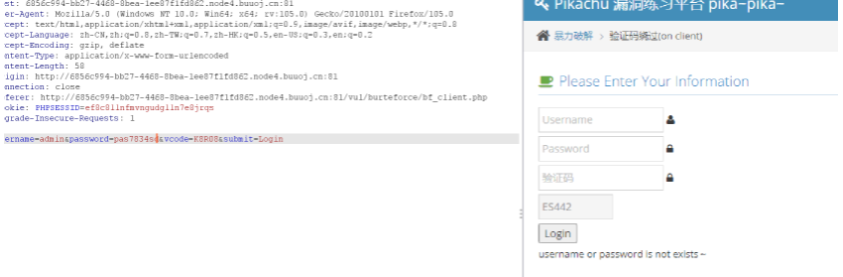 st: 6856c994-bb27-4468-8bea-1ee87f1fd862.node4.buuoj.cn:81
er-Agent: Mozilla/5.0 (Windows NT 10.0; Win64; x64; rv:105.0) Gecko/20100101 Firefox/105.0
cept: text/html,application/xhtml+xml,application/xml;q=0.9,image/avif,image/webp,*/*;q=0.8
cept-Language: zh-CN,zh;q=0.8,zh-TW;q=0.7,zh-HK;q=0.5,en-US;q=0.3,en;q=0.2
cept-Encoding: gzip, deflate
ntent-Type: application/x-www-form-urlencoded
ntent-Length: 58
igin: http://6856c994-bb27-4468-8bea-1ee87f1fd862.node4.buuoj.cn:81
nnection: close
ferer: http://6856c994-bb27-4468-8bea-1ee87f1fd862.node4.buuoj.cn:81/vul/burteforce/bf_client.php
okie: PHPSESSID=
grade-Insecure-Requests: 1
ername=admin&password=pas7834sd&vcode=K8R08&submit=Login
Pikachu 漏洞练习平台 pika~pika~
暴力破解 > 验证码绕过(on client)
Please Enter Your Information
Username
Password
验证码
ES442
Login
username or password is not exists～